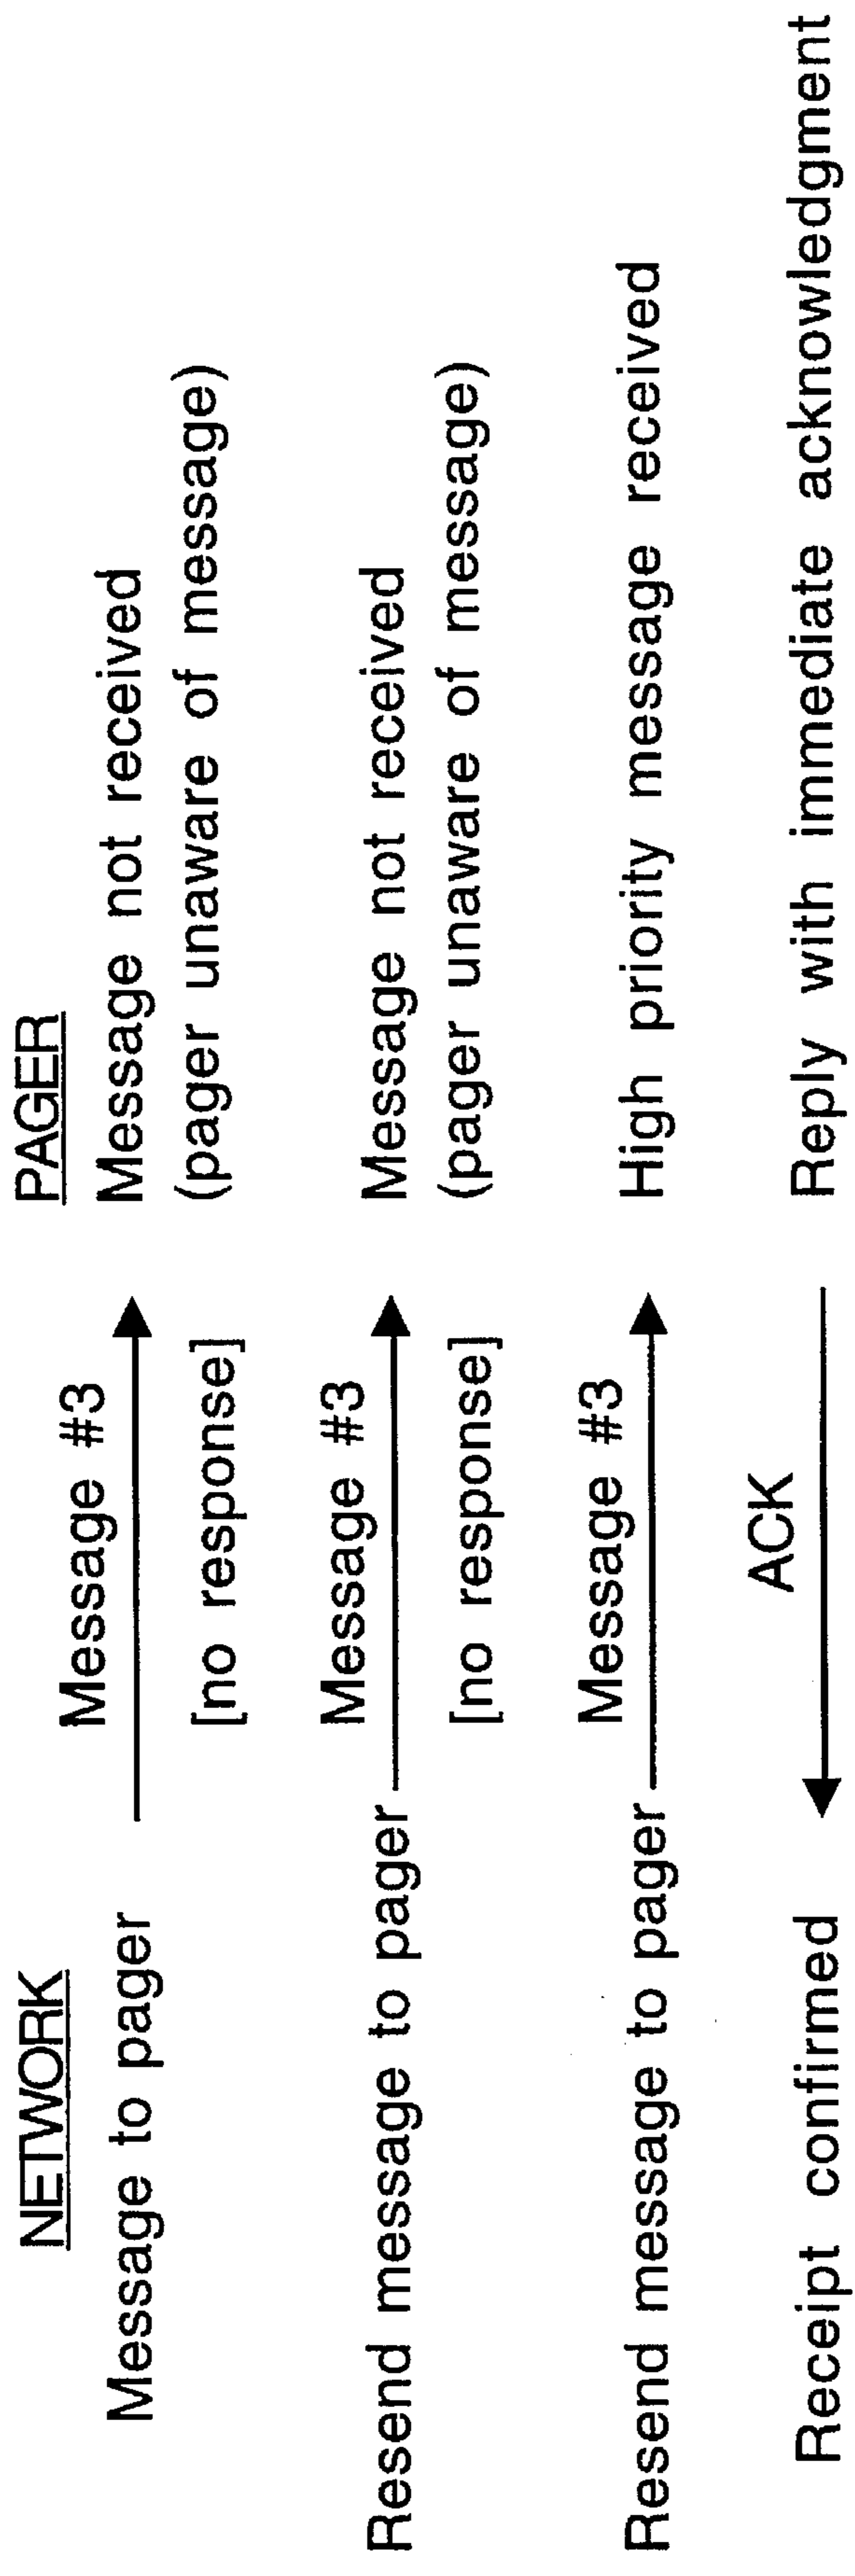 NETWORK
PAGER
Message to pager
Message #3
Message not received
[no response]
(pager unaware of message)
Resend message to pager
Message #3
Message not received
[no response]
(pager unaware of message)
Resend message to pager
Message #3
High priority message received
Receipt confirmed
ACK
Reply with immediate acknowledgment